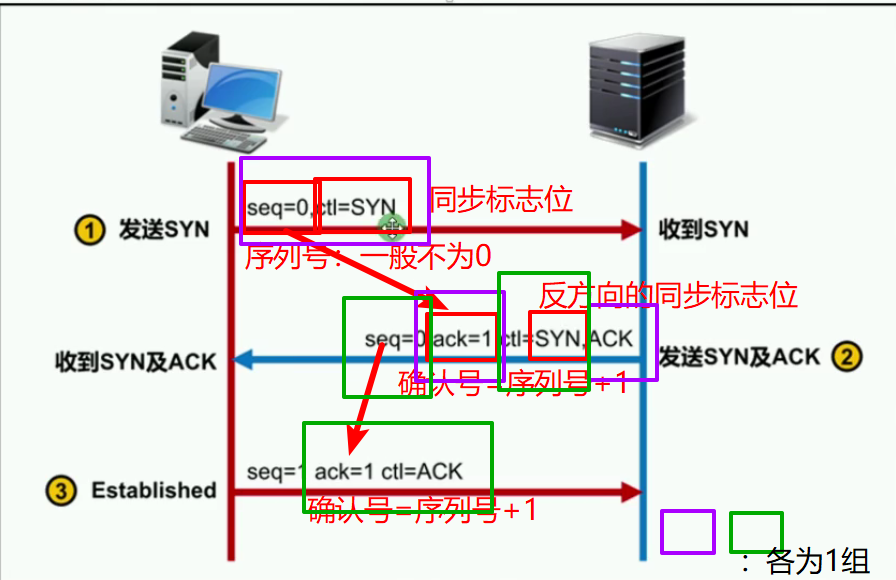 seq=0,ctl=SYN
同步标志位
1 发送SYN
收到SYN
序列号：一般不为0
反方向的同步标志位
seq=0 ack=1 ctl=SYN,ACK
收到SYN及ACK
发送SYN及ACK 2
确认号=序列号+1
seq=1 ack=1 ctl=ACK
3 Established
确认号=序列号+1
：各为1组